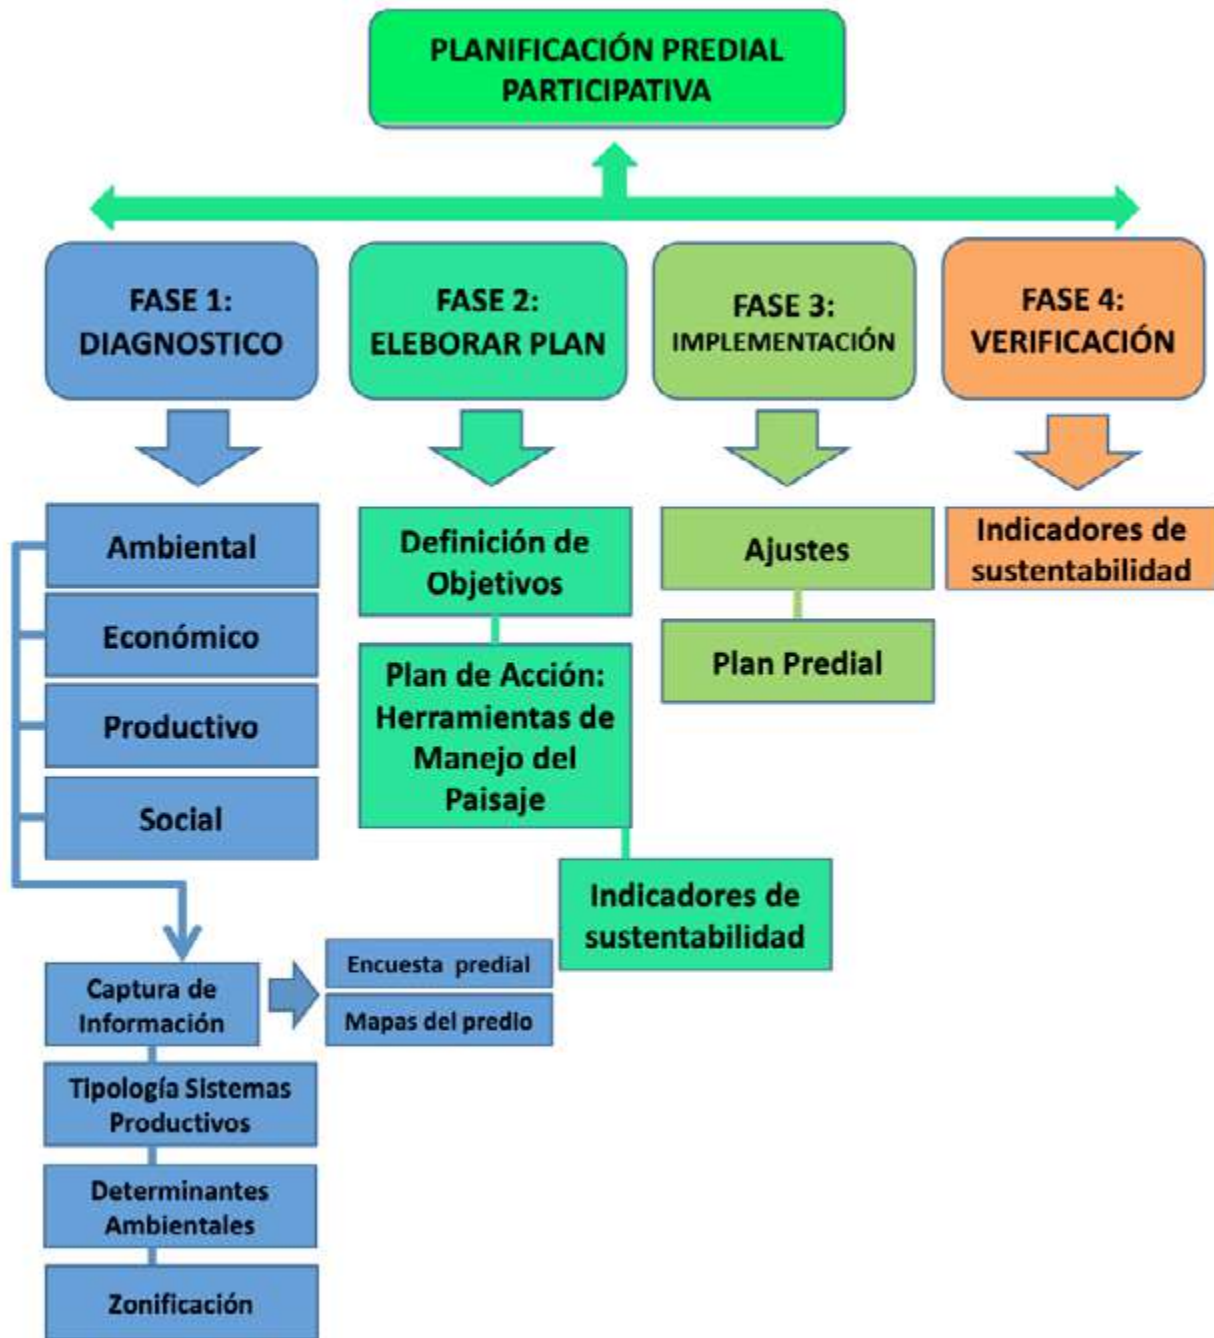 PLANIFICACIÓN PREDIAL
PARTICIPATIVA
FASE 1:
DIAGNOSTICO
FASE 2:
ELEBORAR PLAN
FASE 3:
IMPLEMENTACIÓN
FASE 4:
VERIFICACIÓN
Ambiental
Económico
Productivo
Social
Captura de
Información
Encuesta predial
Mapas del predio
Tipología Sistemas
Productivos
Determinantes
Ambientales
Zonificación
Definición de
Objetivos
Plan de Acción:
Herramientas de
Manejo del
Paisaje
Indicadores de
sustentabilidad
Ajustes
Plan Predial
Indicadores de
sustentabilidad